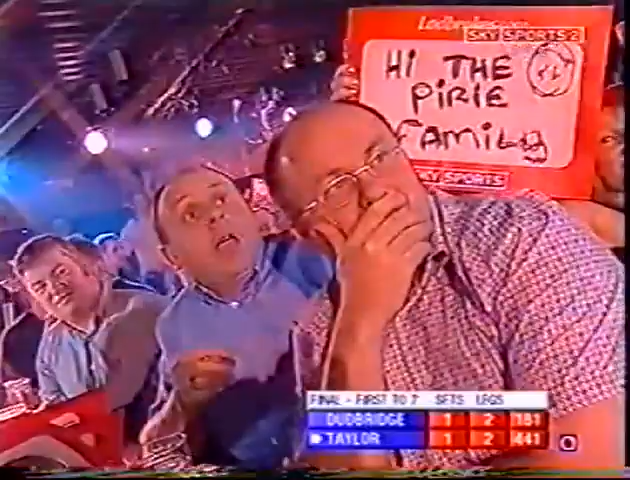 Ladbrokes.com
SKY SPORTS 2
HI THE
PIRIE
FAMILY
SKY SPORTS
FINAL - FIRST TO 7 SETS LEGS
DUDBRIDGE 1 2 181
TAYLOR 1 2 441